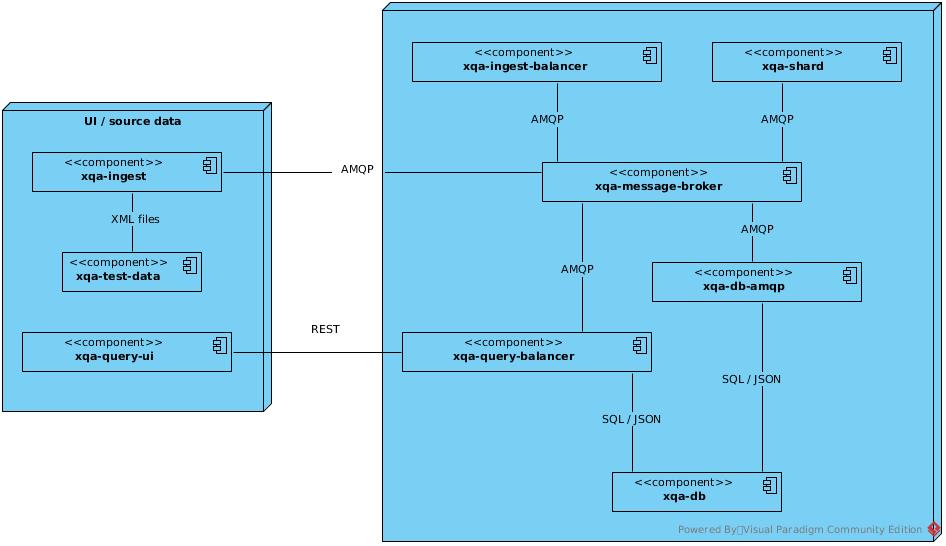 <<component>>
xqa-ingest-balancer
<<component>>
xqa-shard
AMQP
AMQP
UI / source data
<<component>>
xqa-ingest
AMQP
<<component>>
xqa-message-broker
XML files
AMQP
<<component>>
xqa-test-data
AMQP
<<component>>
xqa-db-amqp
REST
<<component>>
xqa-query-ui
<<component>>
xqa-query-balancer
SQL / JSON
SQL / JSON
<<component>>
xqa-db
Powered By Visual Paradigm Community Edition